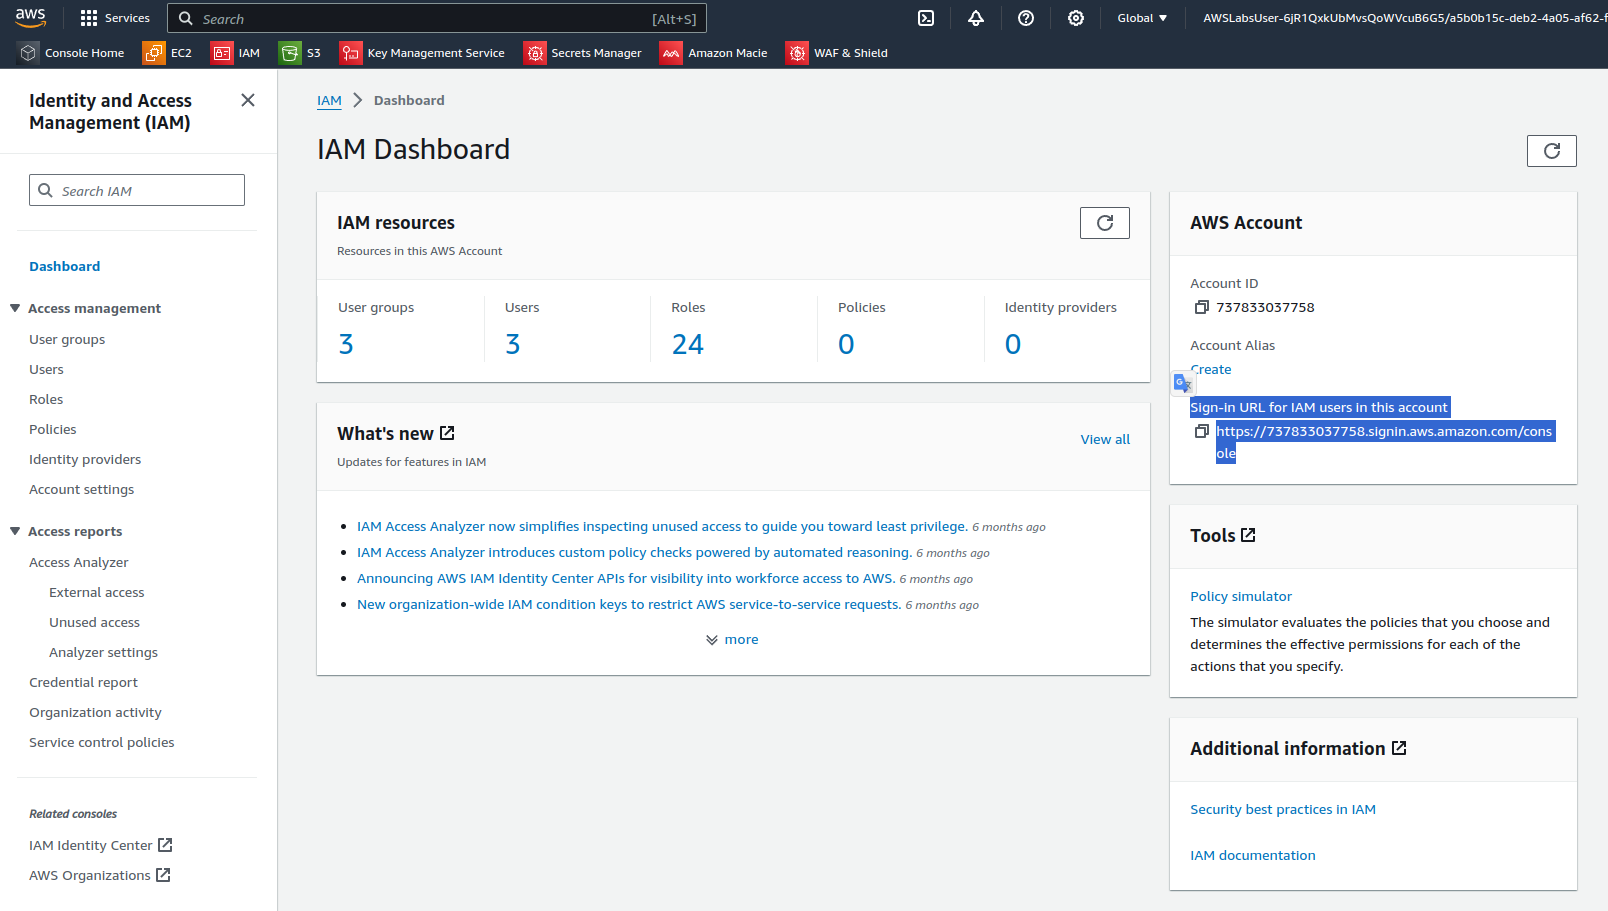 aws
Services
Search
[Alt+S]
Global
AWSLabsUser-6jR1QxkUbMvsQoWVcuB6G5/a5b0b15c-deb2-4a05-af62-f
Console Home
EC2
IAM
S3
Key Management Service
Secrets Manager
Amazon Macie
WAF & Shield
Identity and Access
Management (IAM)
Search IAM
Dashboard
Access management
User groups
Users
Roles
Policies
Identity providers
Account settings
Access reports
Access Analyzer
External access
Unused access
Analyzer settings
Credential report
Organization activity
Service control policies
Related consoles
IAM Identity Center
AWS Organizations
IAM
Dashboard
IAM Dashboard
IAM resources
Resources in this AWS Account
User groups
3
Users
3
Roles
24
Policies
0
Identity providers
0
What's new
View all
Updates for features in IAM
IAM Access Analyzer now simplifies inspecting unused access to guide you toward least privilege. 6 months ago
IAM Access Analyzer introduces custom policy checks powered by automated reasoning. 6 months ago
Announcing AWS IAM Identity Center APIs for visibility into workforce access to AWS. 6 months ago
New organization-wide IAM condition keys to restrict AWS service-to-service requests. 6 months ago
more
AWS Account
Account ID
737833037758
Account Alias
Create
Sign-in URL for IAM users in this account
https://737833037758.signin.aws.amazon.com/cons
ole
Tools
Policy simulator
The simulator evaluates the policies that you choose and
determines the effective permissions for each of the
actions that you specify.
Additional information
Security best practices in IAM
IAM documentation